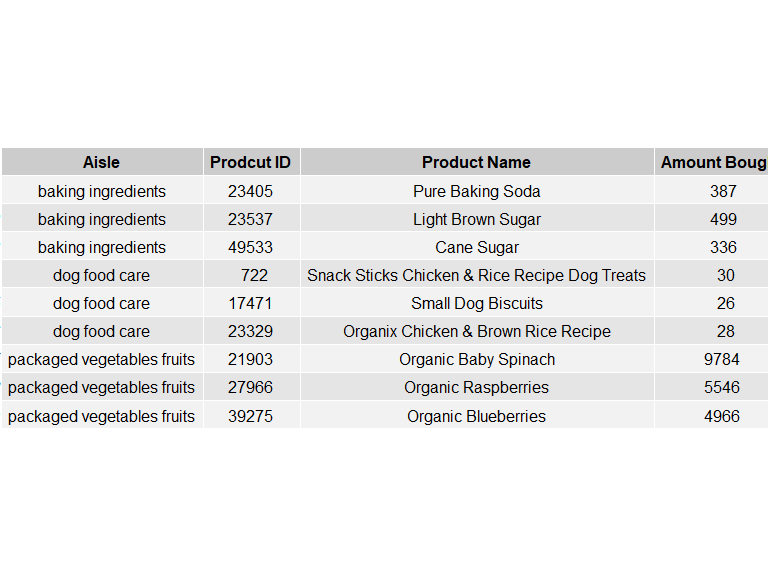 Aisle Prodcut ID Product Name Amount Boug
baking ingredients 23405 Pure Baking Soda 387
baking ingredients 23537 Light Brown Sugar 499
baking ingredients 49533 Cane Sugar 336
dog food care 722 Snack Sticks Chicken & Rice Recipe Dog Treats 30
dog food care 17471 Small Dog Biscuits 26
dog food care 23329 Organix Chicken & Brown Rice Recipe 28
packaged vegetables fruits 21903 Organic Baby Spinach 9784
packaged vegetables fruits 27966 Organic Raspberries 5546
packaged vegetables fruits 39275 Organic Blueberries 4966